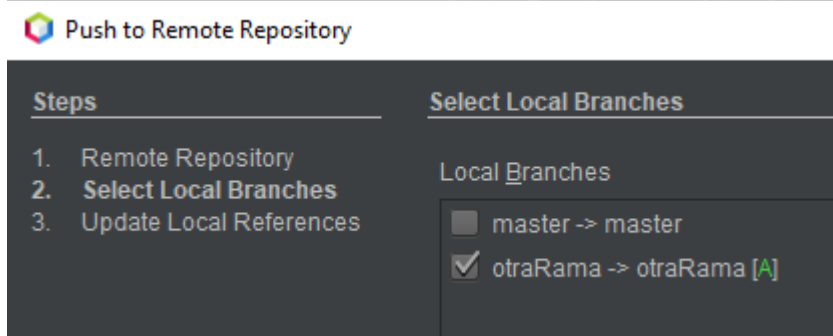 Push to Remote Repository
Steps
1. Remote Repository
2. Select Local Branches
3. Update Local References
Select Local Branches
Local Branches
master -> master
otraRama -> otraRama [A]